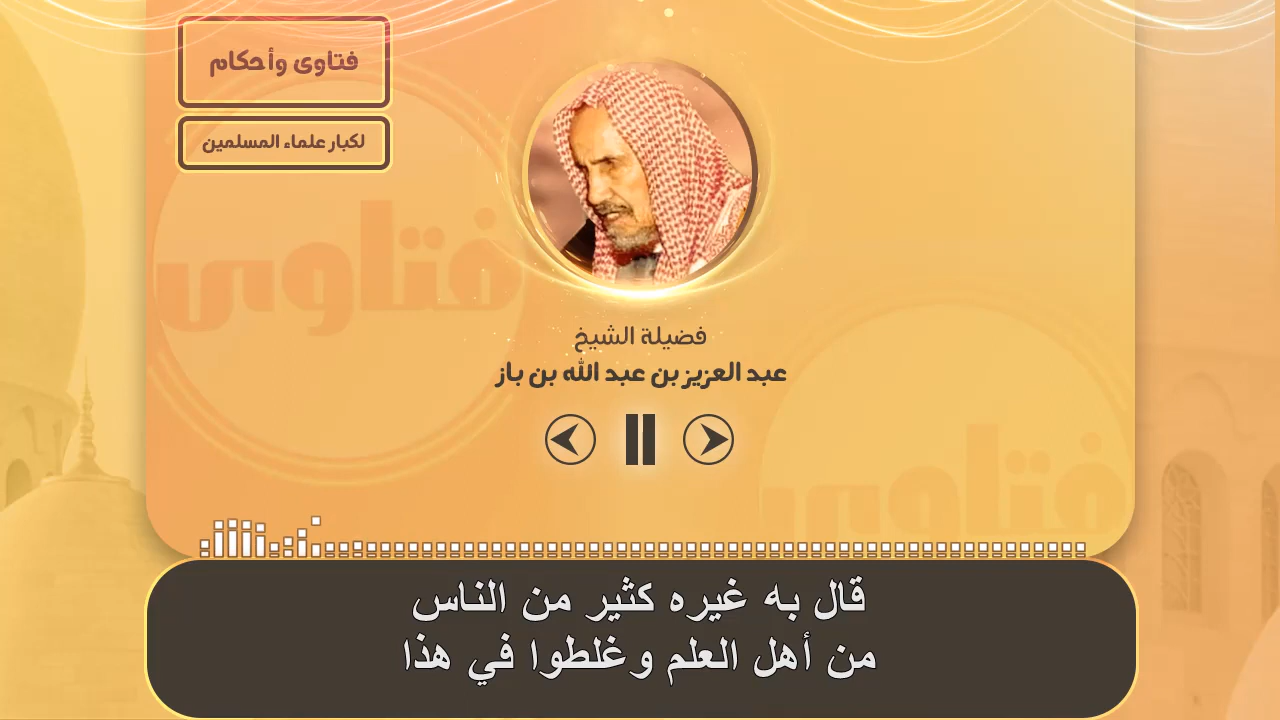 فتاوى وأحكام
لكبار علماء المسلمين
فتاوى
فضيلة الشيخ
عبد العزيز بن عبد الله بن باز
فتاوى
قال به غيره كثير من الناس
من أهل العلم وغلطوا في هذا